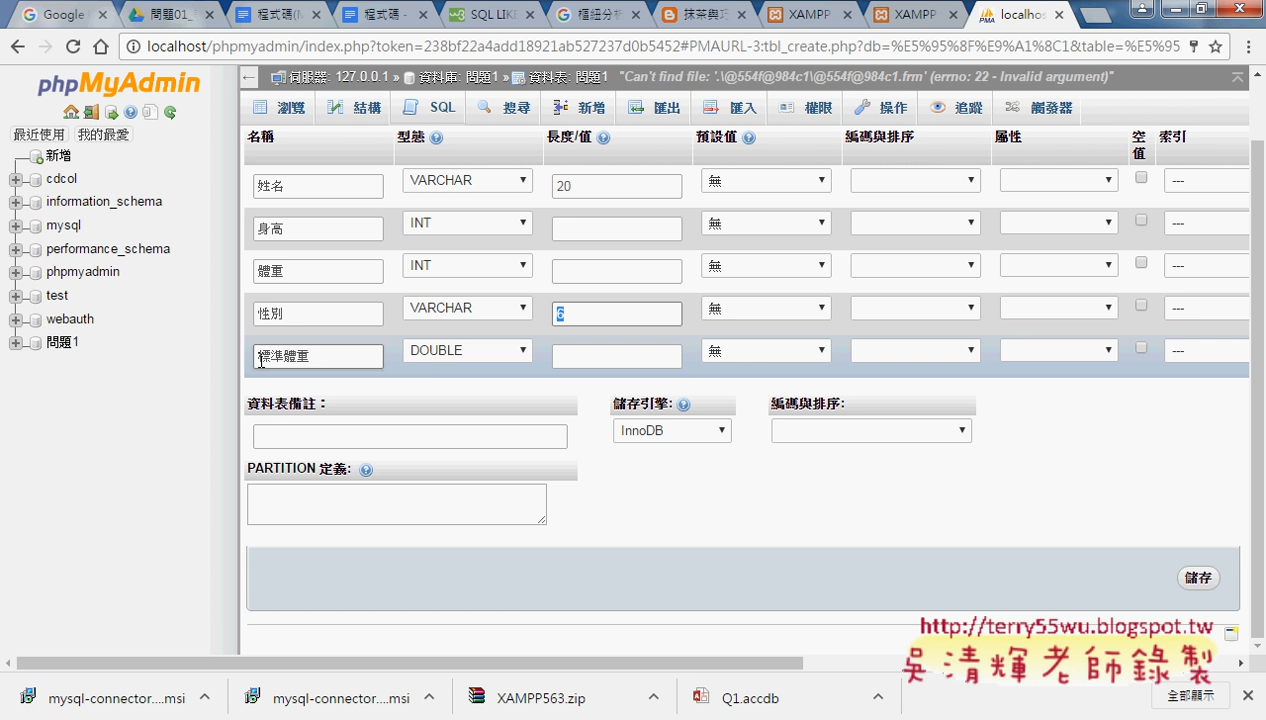 Google
問題01_
程式碼(M
程式碼 -
SQL LIKE
樞紐分析
抹茶與巧
XAMPP
XAMPP
localhos
localhost/phpmyadmin/index.php?token=238bf22a4add18921ab527237d0b5452#PMAURL-3:tbl_create.php?db=%E5%95%8F%E9%A1%8C1&table=%E5%95
phpMyAdmin
最近使用 我的最愛
新增
cdcol
information_schema
mysql
performance_schema
phpmyadmin
test
webauth
問題1
伺服器: 127.0.0.1 » 資料庫: 問題1 » 資料表: 問題1 "Can't find file: '.\@554f@984c1\@554f@984c1.frm' (errno: 22 - Invalid argument)"
瀏覽 結構 SQL 搜尋 新增 匯出 匯入 權限 操作 追蹤 觸發器
名稱 型態 長度/值 預設值 編碼與排序 屬性 空值 索引
姓名 VARCHAR 20 無 ---
身高 INT 無 ---
體重 INT 無 ---
性別 VARCHAR 6 無 ---
標準體重 DOUBLE 無 ---
資料表備註： 儲存引擎: 編碼與排序:
InnoDB
PARTITION 定義:
儲存
http://terry55wu.blogspot.tw
吳清輝老師錄製
mysql-connector....msi
mysql-connector....msi
XAMPP563.zip
Q1.accdb
全部顯示